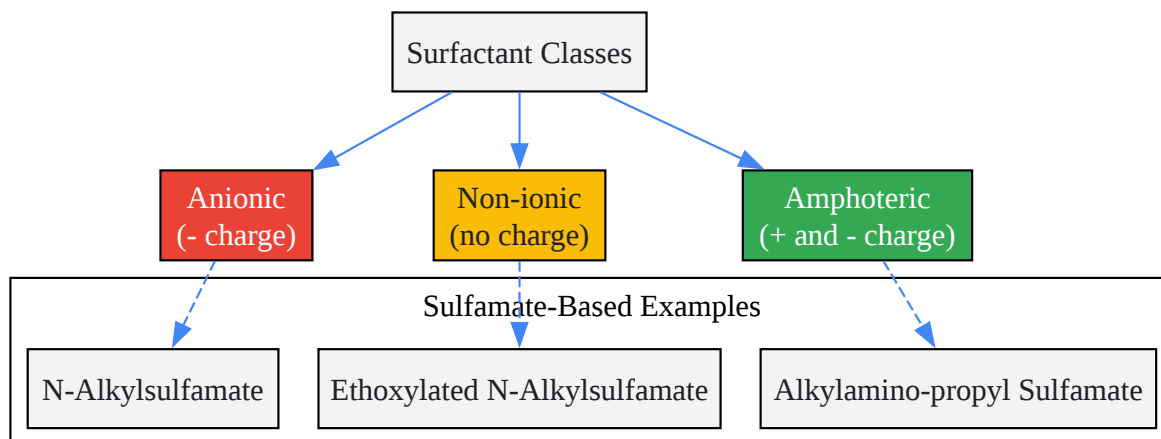 Surfactant Classes
Anionic
(- charge)
Non-ionic
(no charge)
Amphoteric
(+ and - charge)
Sulfamate-Based Examples
N-Alkylsulfamate
Ethoxylated N-Alkylsulfamate
Alkylamino-propyl Sulfamate